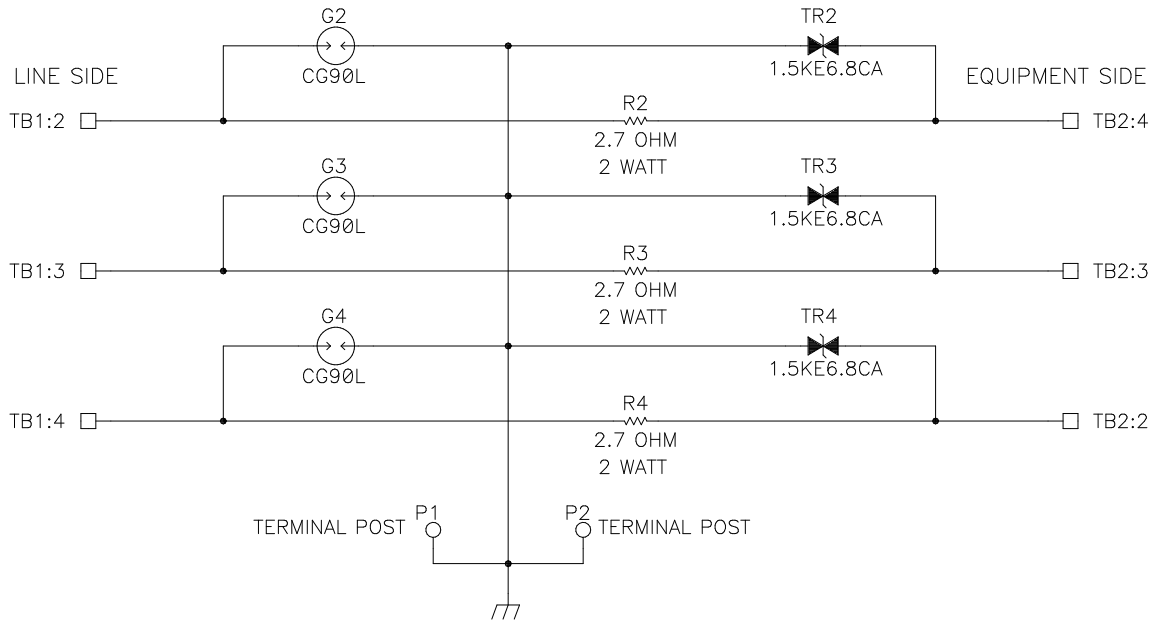 G2
TR2
CG90L
1.5KE6.8CA
LINE SIDE
EQUIPMENT SIDE
TB1:2
R2
TB2:4
2.7 OHM
2 WATT
G3
TR3
CG90L
1.5KE6.8CA
TB1:3
R3
TB2:3
2.7 OHM
2 WATT
G4
TR4
CG90L
1.5KE6.8CA
TB1:4
R4
TB2:2
2.7 OHM
2 WATT
P1
P2
TERMINAL POST
TERMINAL POST